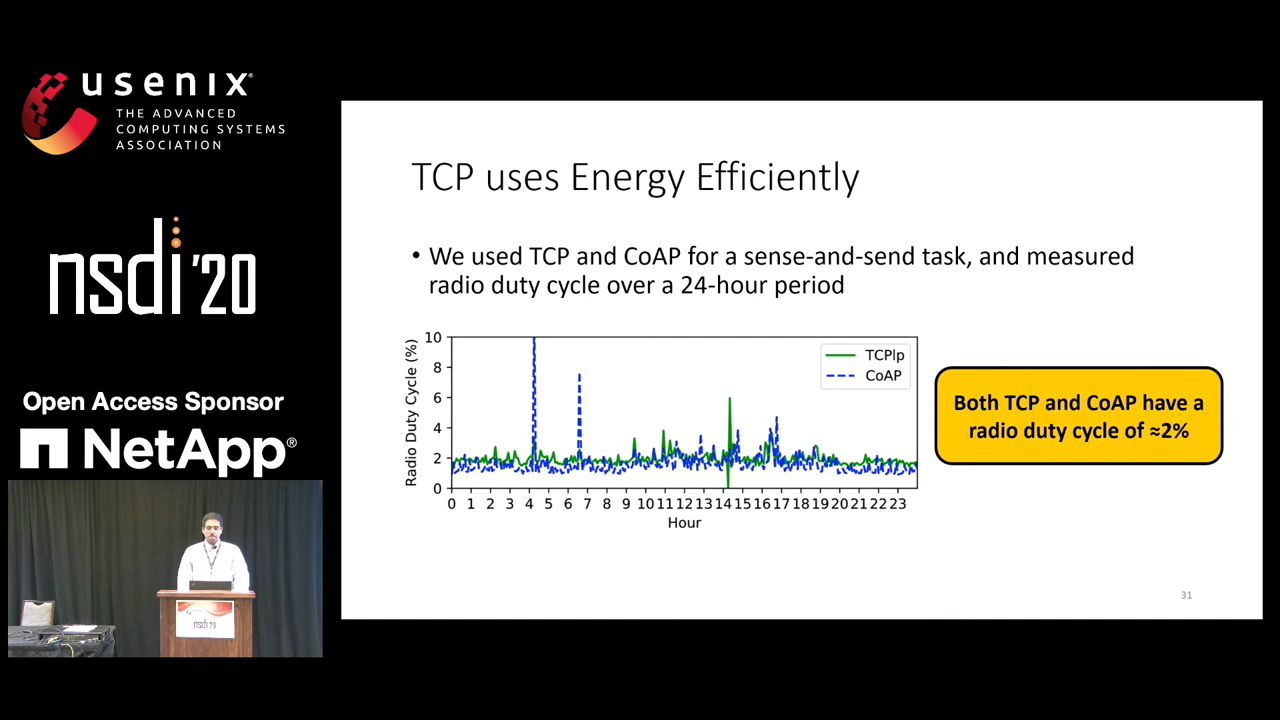 usenix®
THE ADVANCED
COMPUTING SYSTEMS
ASSOCIATION
nsdi '20
Open Access Sponsor
NetApp®
nsdi '20
TCP uses Energy Efficiently
• We used TCP and CoAP for a sense-and-send task, and measured
radio duty cycle over a 24-hour period
Radio Duty Cycle (%)
10
8
6
4
2
0
TCPlp
CoAP
0 1 2 3 4 5 6 7 8 9 10 11 12 13 14 15 16 17 18 19 20 21 22 23
Hour
Both TCP and CoAP have a
radio duty cycle of ≈2%
31